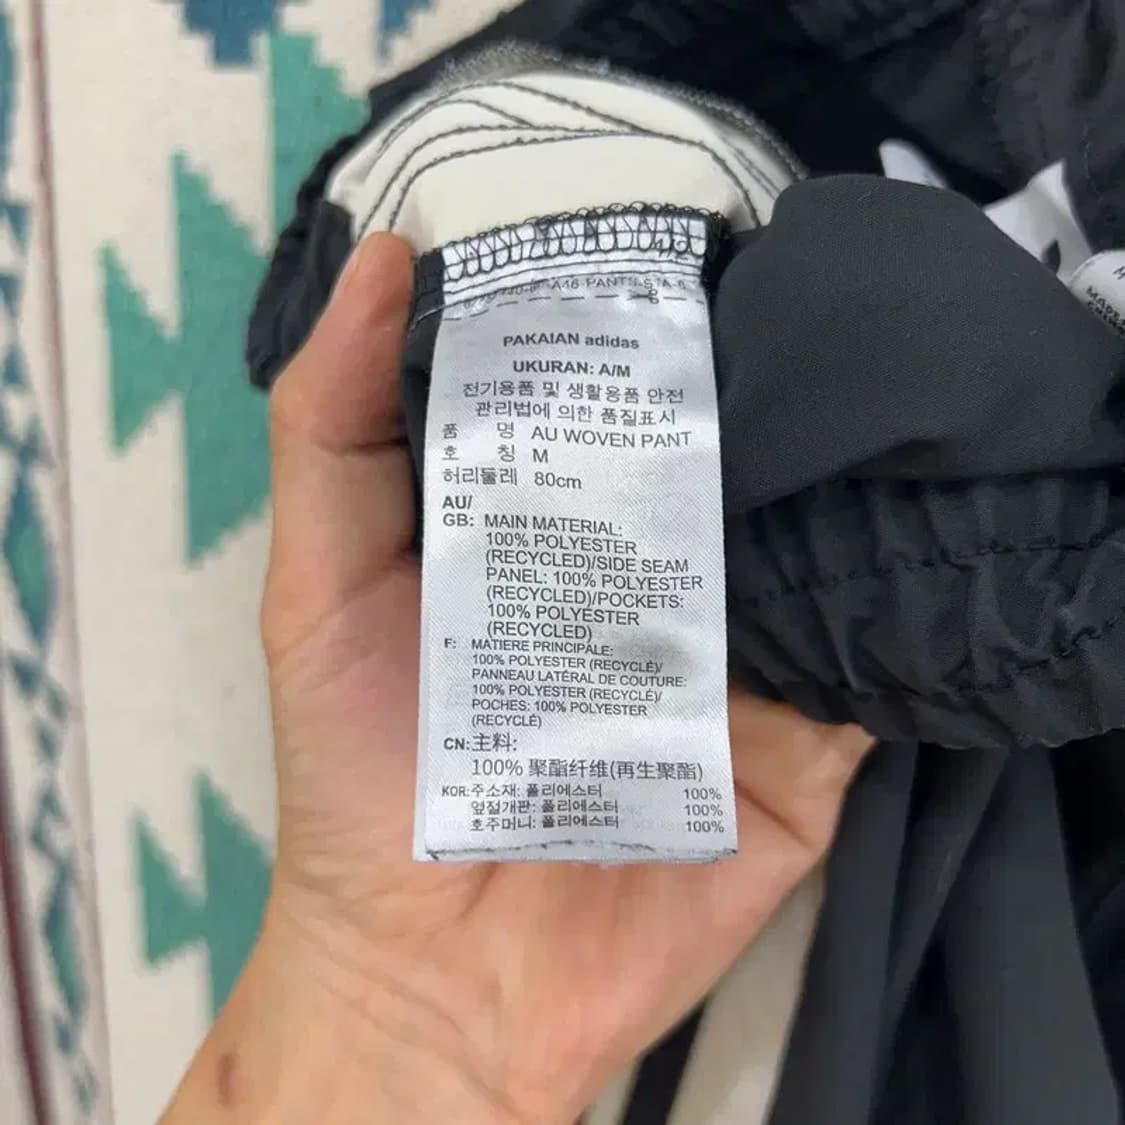 A46-PANTS-STA-6
PAKAIAN adidas
UKURAN: A/M
전기용품 및 생활용품 안전
관리법에 의한 품질표시
품 명 AU WOVEN PANT
호 칭 M
허리둘레 80cm
AU/
GB: MAIN MATERIAL:
100% POLYESTER
(RECYCLED)/SIDE SEAM
PANEL: 100% POLYESTER
(RECYCLED)/POCKETS:
100% POLYESTER
(RECYCLED)
F: MATIERE PRINCIPALE:
100% POLYESTER (RECYCLÉ)/
PANNEAU LATÉRAL DE COUTURE:
100% POLYESTER (RECYCLÉ)/
POCHES: 100% POLYESTER
(RECYCLÉ)
CN: 主料:
100% 聚酯纤维(再生聚酯)
KOR: 주소재: 폴리에스터 100%
옆절개판: 폴리에스터 100%
호주머니: 폴리에스터 100%